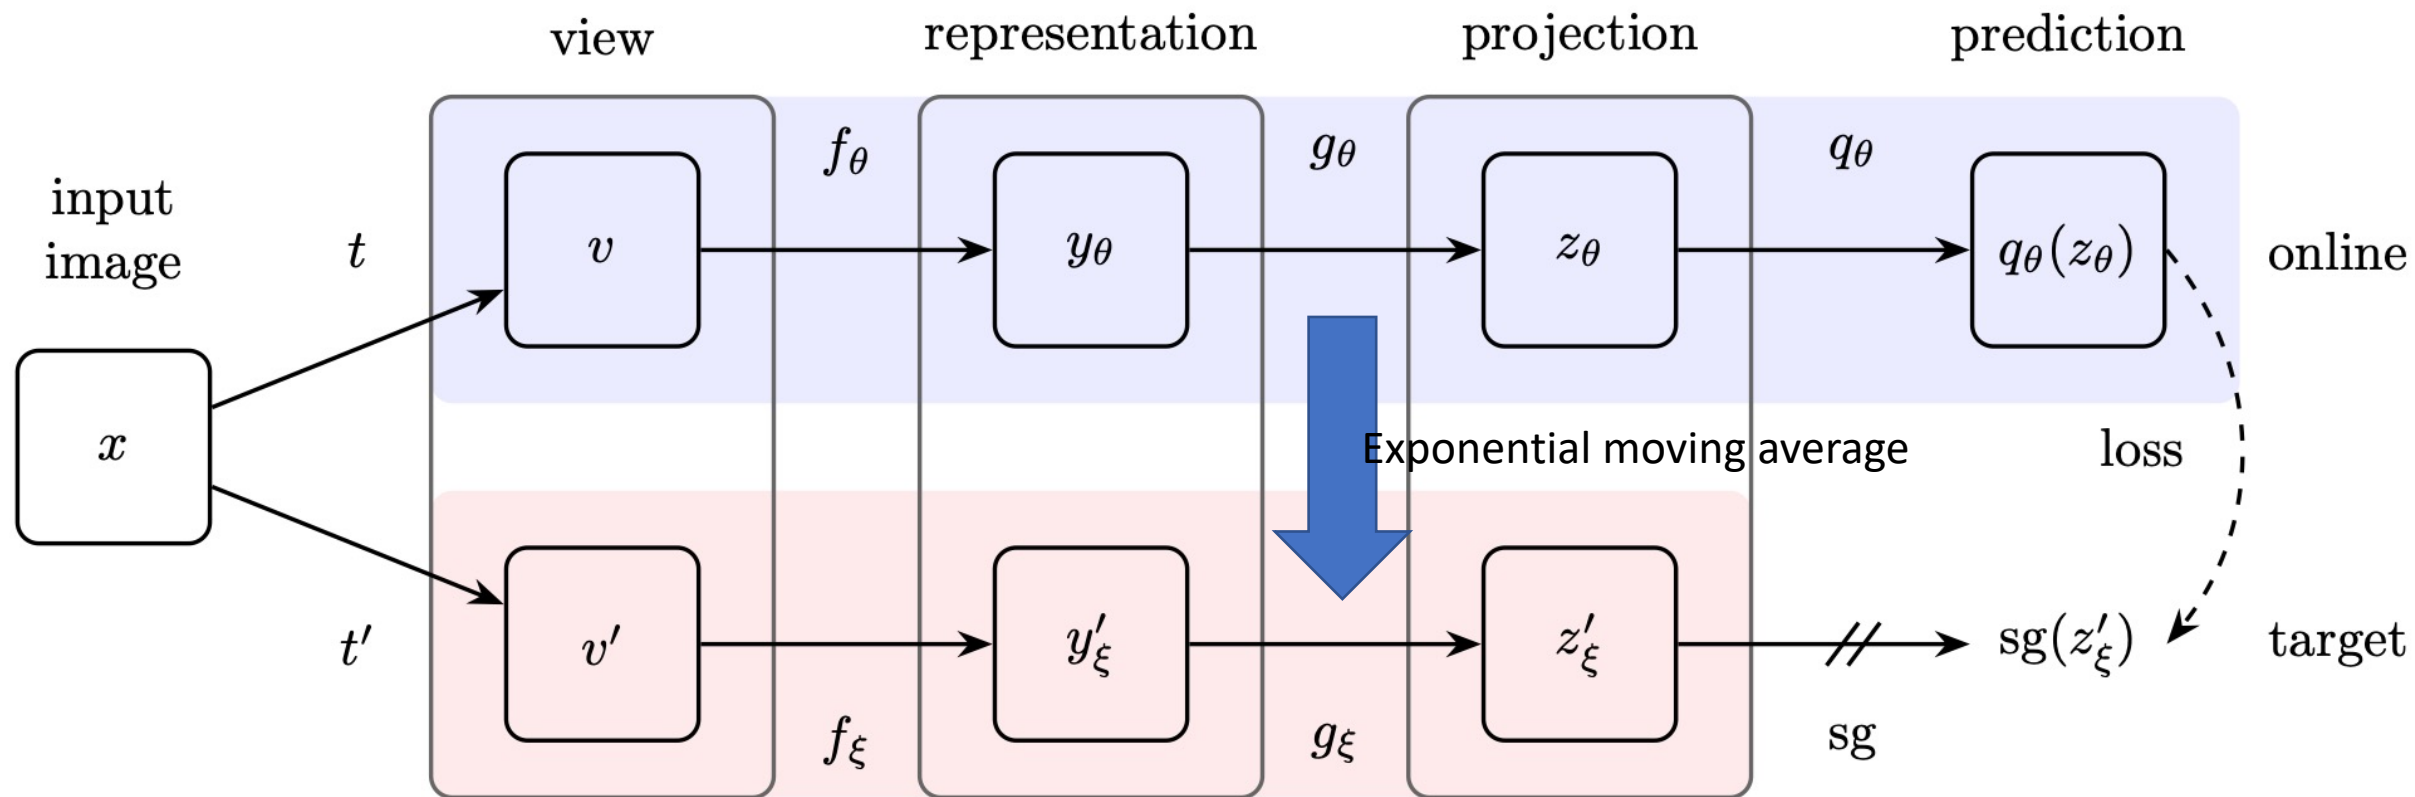 view representation projection prediction
f_θ g_θ q_θ
input
image
t v y_θ z_θ q_θ(z_θ) online
x Exponential moving average loss
t′ v′ y′_ξ z′_ξ sg(z′_ξ) target
f_ξ g_ξ sg